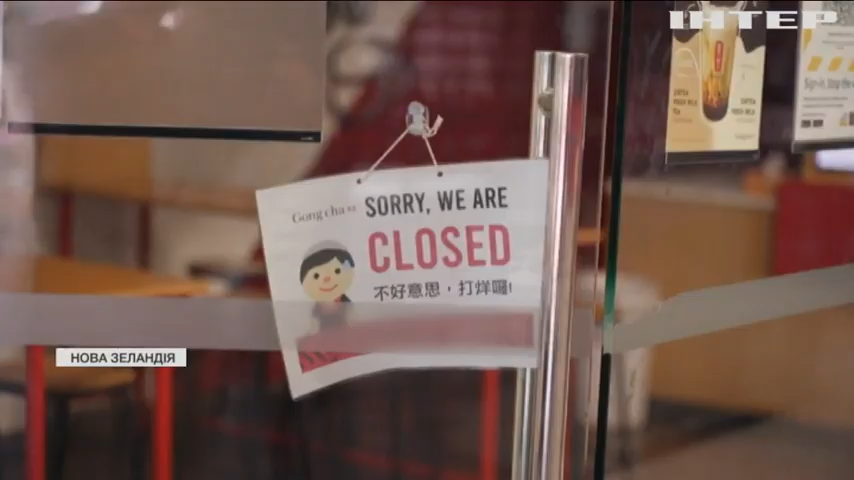 ІНТЕР
Gong cha
SORRY, WE ARE
CLOSED
不好意思,打烊囉!
НОВА ЗЕЛАНДІЯ